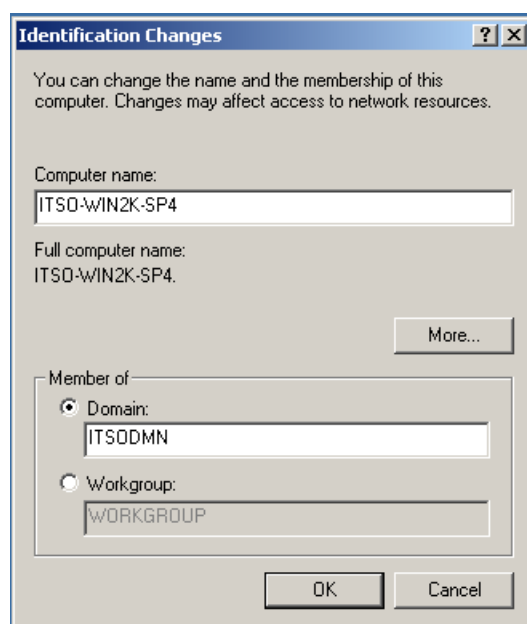 Identification Changes
You can change the name and the membership of this
computer. Changes may affect access to network resources.
Computer name:
ITSO-WIN2K-SP4
Full computer name:
ITSO-WIN2K-SP4.
More...
Member of
Domain:
ITSODMN
Workgroup:
WORKGROUP
OK Cancel